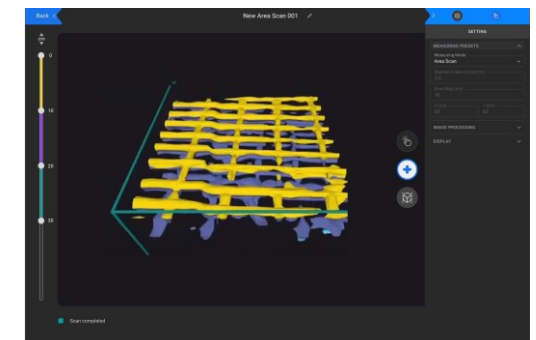 Back
New Area Scan 001
cm
0
10
20
30
Scan completed
SETTING
MEASURING PRESETS
Measuring Mode
Area Scan
IMAGE PROCESSING
DISPLAY